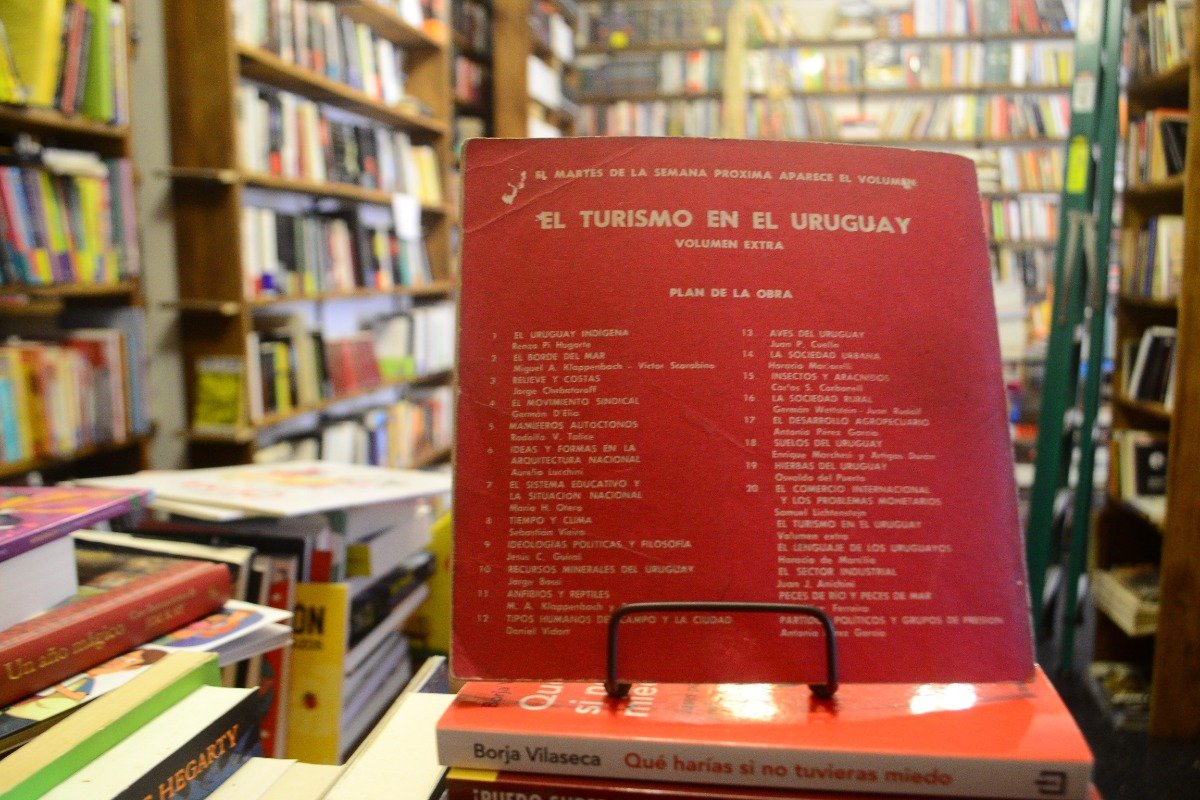 EL MARTES DE LA SEMANA PROXIMA APARECE EL VOLUMEN
EL TURISMO EN EL URUGUAY
VOLUMEN EXTRA
PLAN DE LA OBRA
1 EL URUGUAY INDIGENA
Renzo Pi Hugarte
2 EL BORDE DEL MAR
Miguel A. Klappenbach - Victor Scarabino
3 RELIEVE Y COSTAS
Jorge Chebataroff
4 EL MOVIMIENTO SINDICAL
Germán D'Elía
5 MAMIFEROS AUTOCTONOS
Rodolfo V. Talice
6 IDEAS Y FORMAS EN LA
ARQUITECTURA NACIONAL
Aurelio Lucchini
7 EL SISTEMA EDUCATIVO Y
LA SITUACION NACIONAL
Mario H. Otero
8 TIEMPO Y CLIMA
Sebastián Vieira
9 IDEOLOGIAS POLITICAS Y FILOSOFIA
Jesús C. Guiral
10 RECURSOS MINERALES DEL URUGUAY
Jorge Bossi
11 ANFIBIOS Y REPTILES
M. A. Klappenbach y
12 TIPOS HUMANOS DEL CAMPO Y LA CIUDAD
Daniel Vidart
13 AVES DEL URUGUAY
Juan P. Cuello
14 LA SOCIEDAD URBANA
Horacio Martorelli
15 INSECTOS Y ARACNIDOS
Carlos S. Carbonell
16 LA SOCIEDAD RURAL
Germán Wettstein - Juan Rudolf
17 EL DESARROLLO AGROPECUARIO
Antonio Pérez García
18 SUELOS DEL URUGUAY
Enrique Marchesi y Artigas Durán
19 HIERBAS DEL URUGUAY
Osvaldo del Puerto
20 EL COMERCIO INTERNACIONAL
Y LOS PROBLEMAS MONETARIOS
Samuel Lichtensztejn
EL TURISMO EN EL URUGUAY
Volumen extra
EL LENGUAJE DE LOS URUGUAYOS
Horacio de Marsilio
EL SECTOR INDUSTRIAL
Juan J. Anichini
PECES DE RÍO Y PECES DE MAR
Ferreira
PARTIDOS POLITICOS Y GRUPOS DE PRESION
Antonio Pérez García
Borja Vilaseca Qué harías si no tuvieras miedo
Un año mágico
HEGARTY